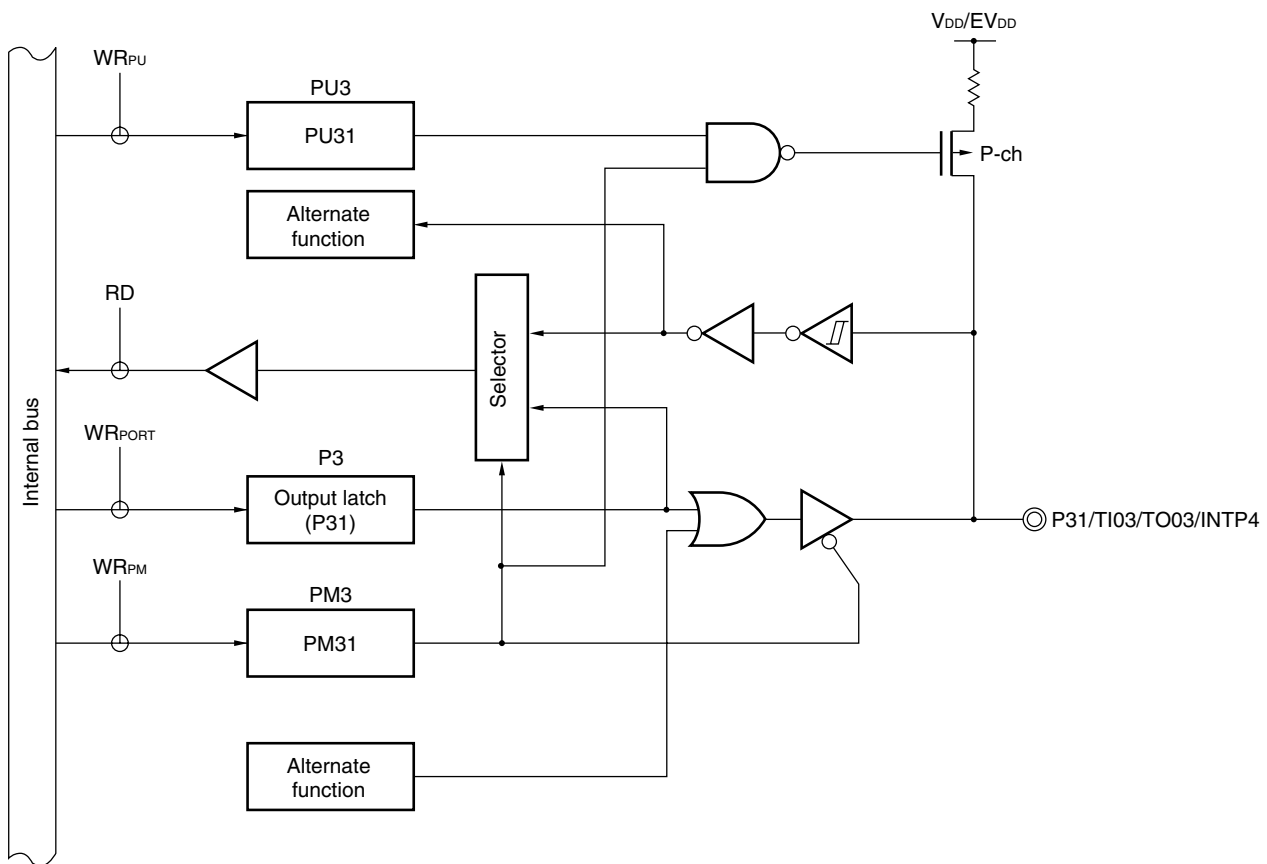 VDD/EVDD
WRPU
PU3
PU31
P-ch
Alternate
function
RD
Selector
Internal bus
WRPORT
P3
Output latch
(P31)
P31/TI03/TO03/INTP4
WRPM
PM3
PM31
Alternate
function